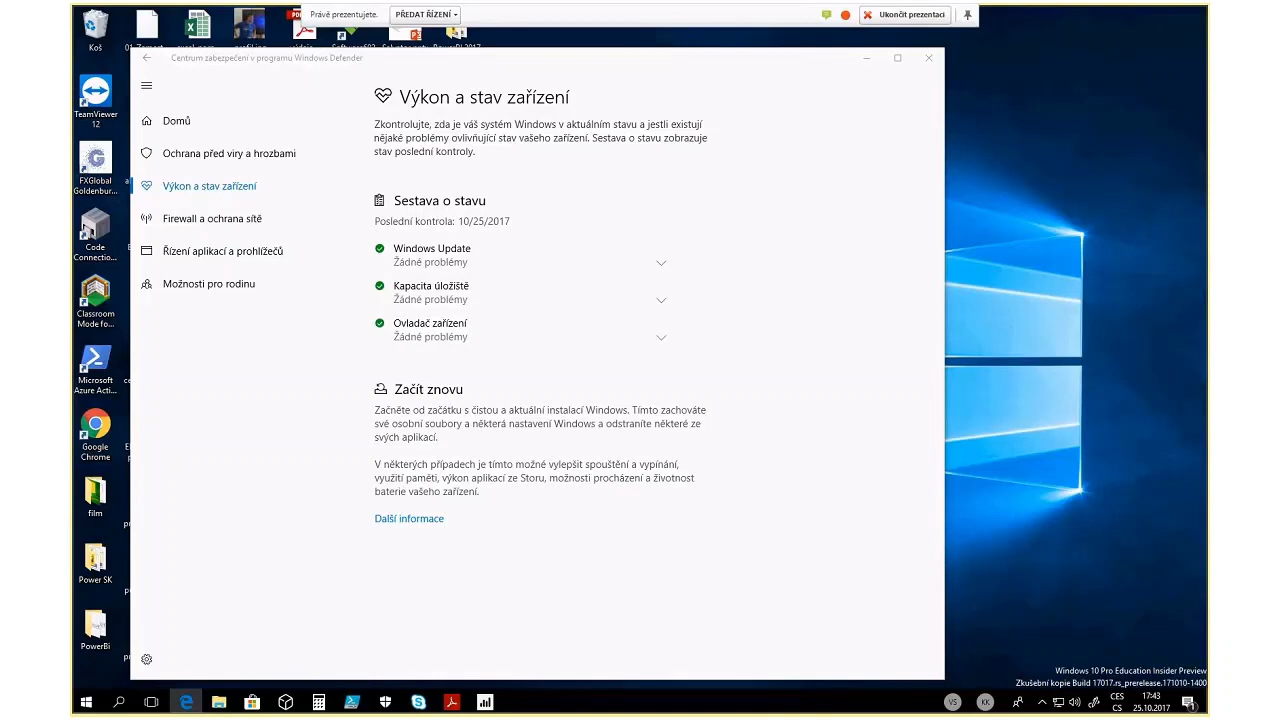 Právě prezentujete.
PŘEDAT ŘÍZENÍ
Ukončit prezentaci
Koš
Centrum zabezpečení v programu Windows Defender
TeamViewer
12
FXGlobal
Goldenbur...
Code
Connectio...
Classroom
Mode fo...
Microsoft
Azure Acti...
Google
Chrome
film
Power SK
PowerBi
Domů
Ochrana před viry a hrozbami
Výkon a stav zařízení
Firewall a ochrana sítě
Řízení aplikací a prohlížečů
Možnosti pro rodinu
Výkon a stav zařízení
Zkontrolujte, zda je váš systém Windows v aktuálním stavu a jestli existují
nějaké problémy ovlivňující stav vašeho zařízení. Sestava o stavu zobrazuje
stav poslední kontroly.
Sestava o stavu
Poslední kontrola: 10/25/2017
Windows Update
Žádné problémy
Kapacita úložiště
Žádné problémy
Ovladač zařízení
Žádné problémy
Začít znovu
Začněte od začátku s čistou a aktuální instalací Windows. Tímto zachováte
své osobní soubory a některá nastavení Windows a odstraníte některé ze
svých aplikací.
V některých případech je tímto možné vylepšit spouštění a vypínání,
využití paměti, výkon aplikací ze Storu, možnosti procházení a životnost
baterie vašeho zařízení.
Další informace
Windows 10 Pro Education Insider Preview
Zkušební kopie Build 17017.rs_prerelease.171010-1400
VS
KK
CES
CS
17:43
25.10.2017
1